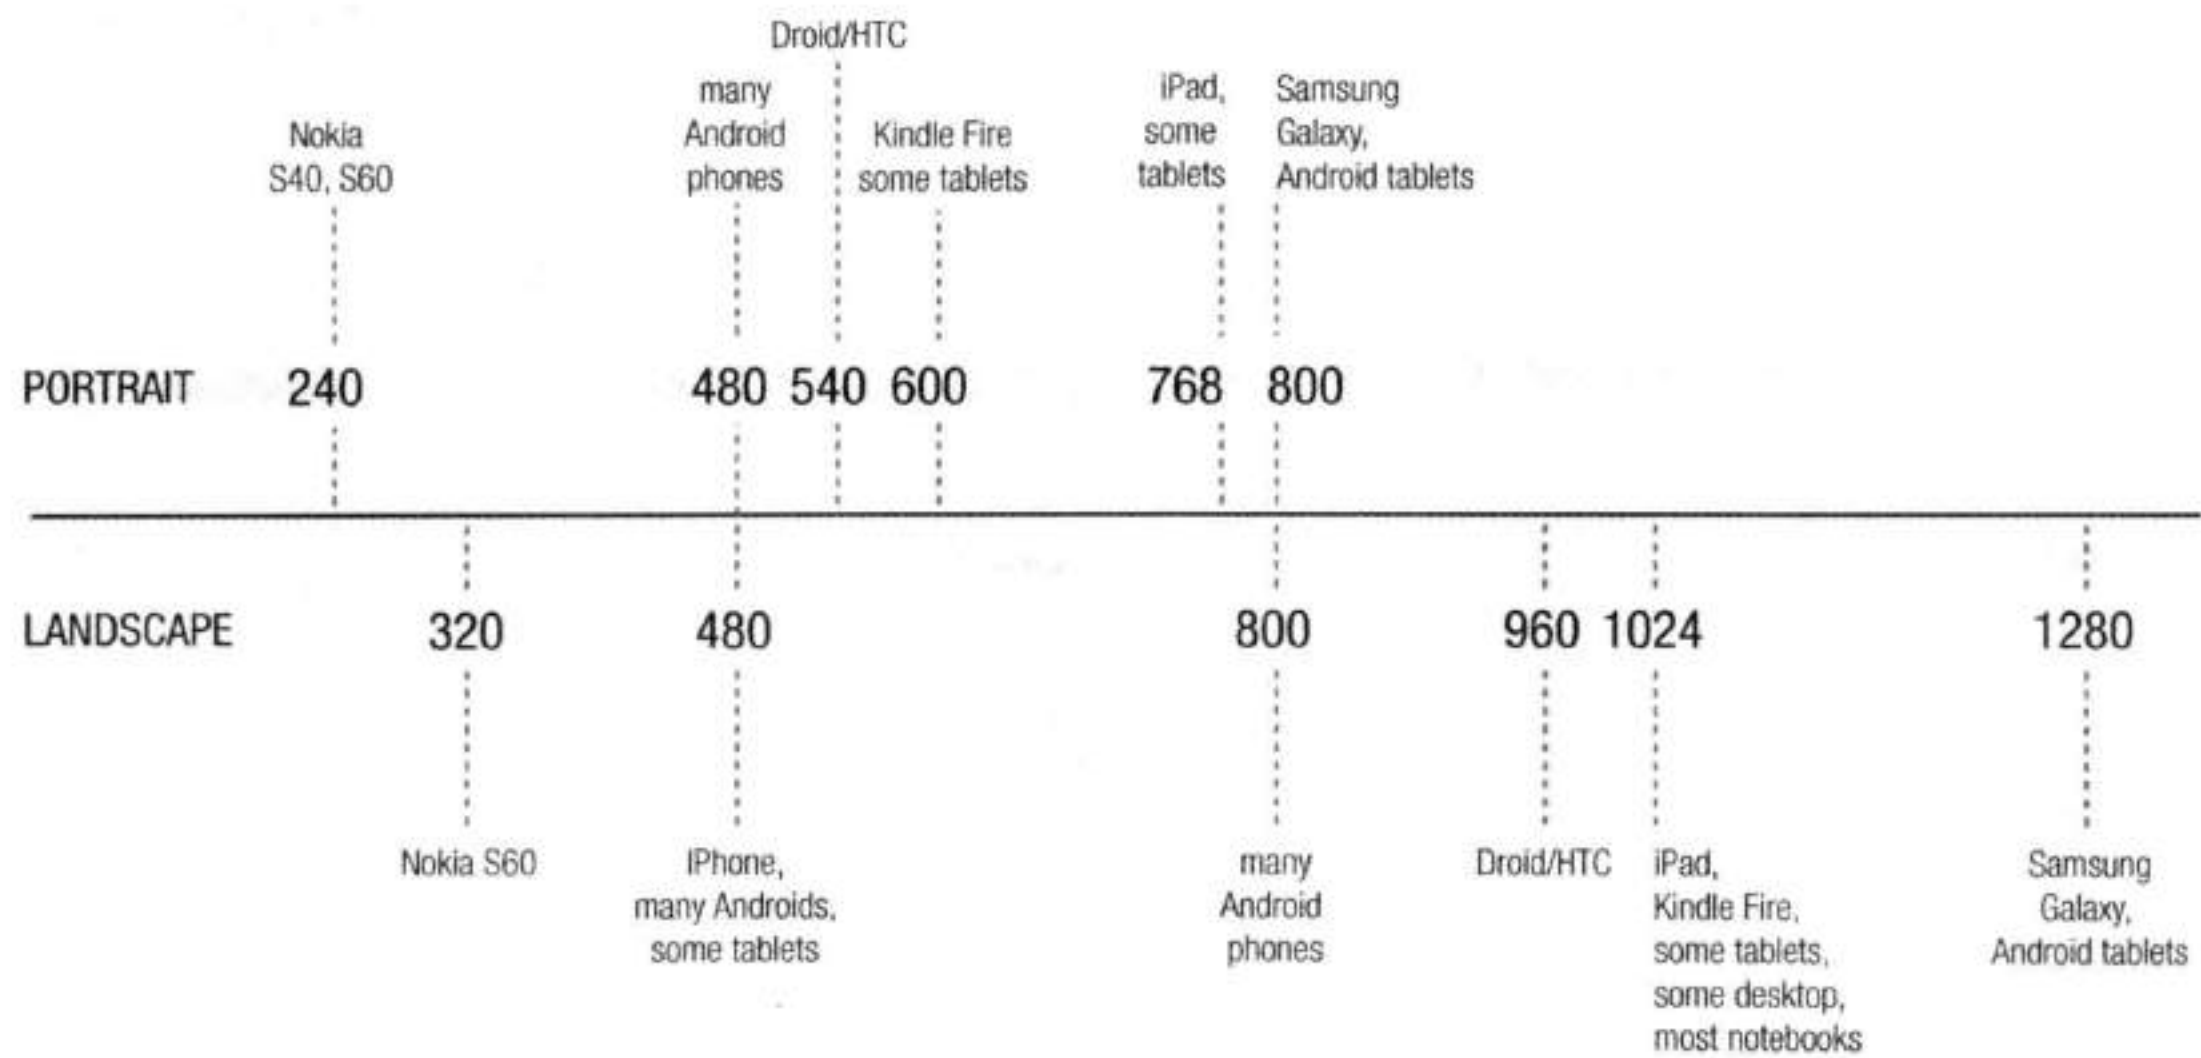 Droid/HTC
many
Android
phones
Nokia
S40, S60
Kindle Fire
some tablets
iPad,
some
tablets
Samsung
Galaxy,
Android tablets
PORTRAIT 240 480 540 600 768 800
LANDSCAPE 320 480 800 960 1024 1280
Nokia S60
iPhone,
many Androids,
some tablets
many
Android
phones
Droid/HTC
iPad,
Kindle Fire,
some tablets,
some desktop,
most notebooks
Samsung
Galaxy,
Android tablets